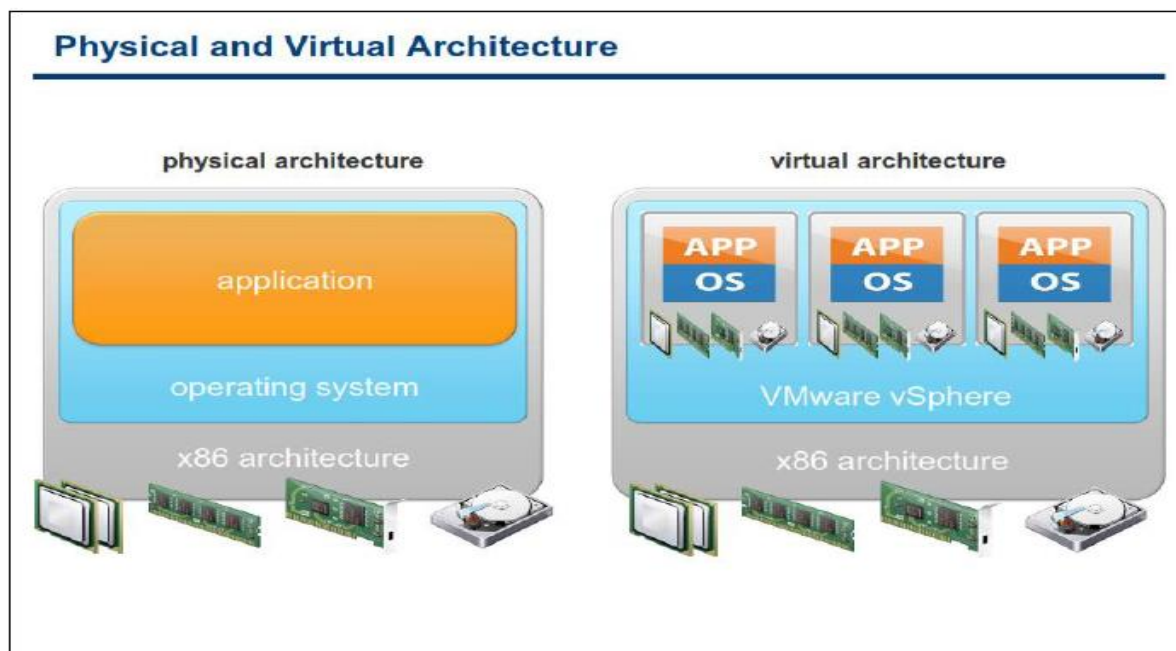 Physical and Virtual Architecture
physical architecture
application
operating system
x86 architecture
virtual architecture
APP
OS
APP
OS
APP
OS
VMware vSphere
x86 architecture